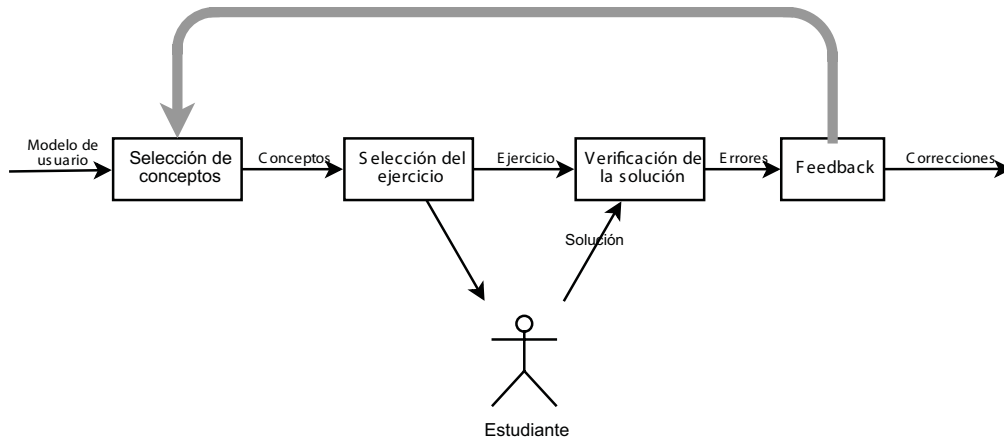 Modelo de
usuario
Selección de
conceptos
Conceptos
Selección del
ejercicio
Ejercicio
Verificación de
la solución
Errores
Feedback
Correcciones
Solución
Estudiante